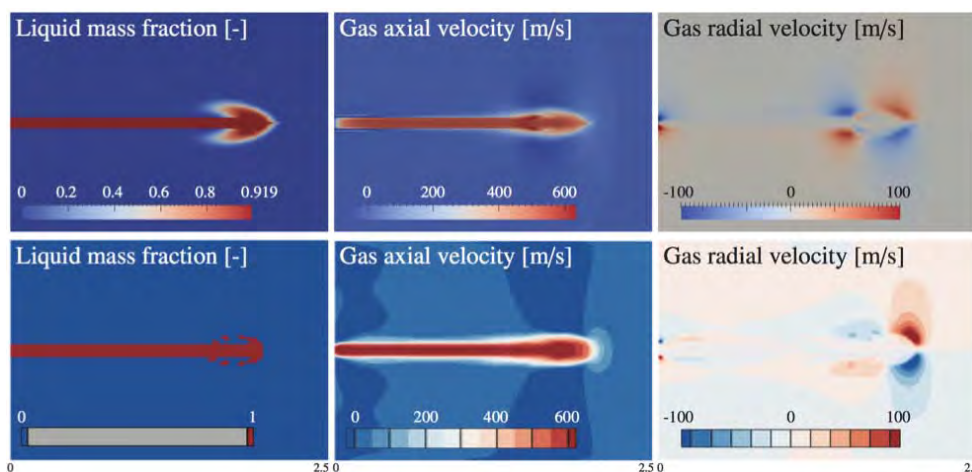 Liquid mass fraction [-] Gas axial velocity [m/s] Gas radial velocity [m/s]
0 0.2 0.4 0.6 0.8 0.919 0 200 400 600 -100 0 100
Liquid mass fraction [-] Gas axial velocity [m/s] Gas radial velocity [m/s]
0 1 0 200 400 600 -100 0 100
0 2.5 0 2.5 0 2.5